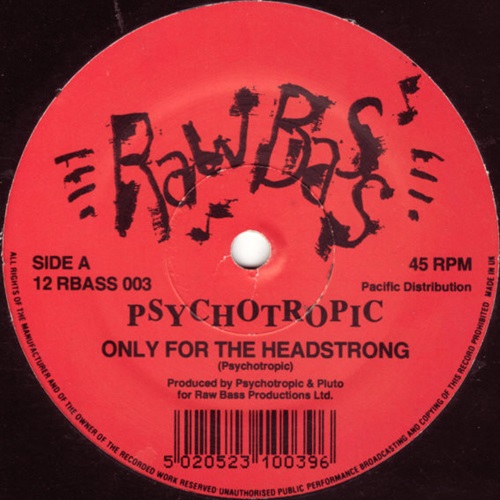 Raw Bass
SIDE A
45 RPM
12 RBASS 003
Pacific Distribution
PSYCHOTROPIC
ONLY FOR THE HEADSTRONG
(Psychotropic)
Produced by Psychotropic & Pluto
for Raw Bass Productions Ltd.
5 020523 100396
ALL RIGHTS OF THE MANUFACTURER AND OF THE OWNER OF THE RECORDED WORK RESERVED UNAUTHORISED PUBLIC PERFORMANCE BROADCASTING AND COPYING OF THIS RECORD PROHIBITED MADE IN UK